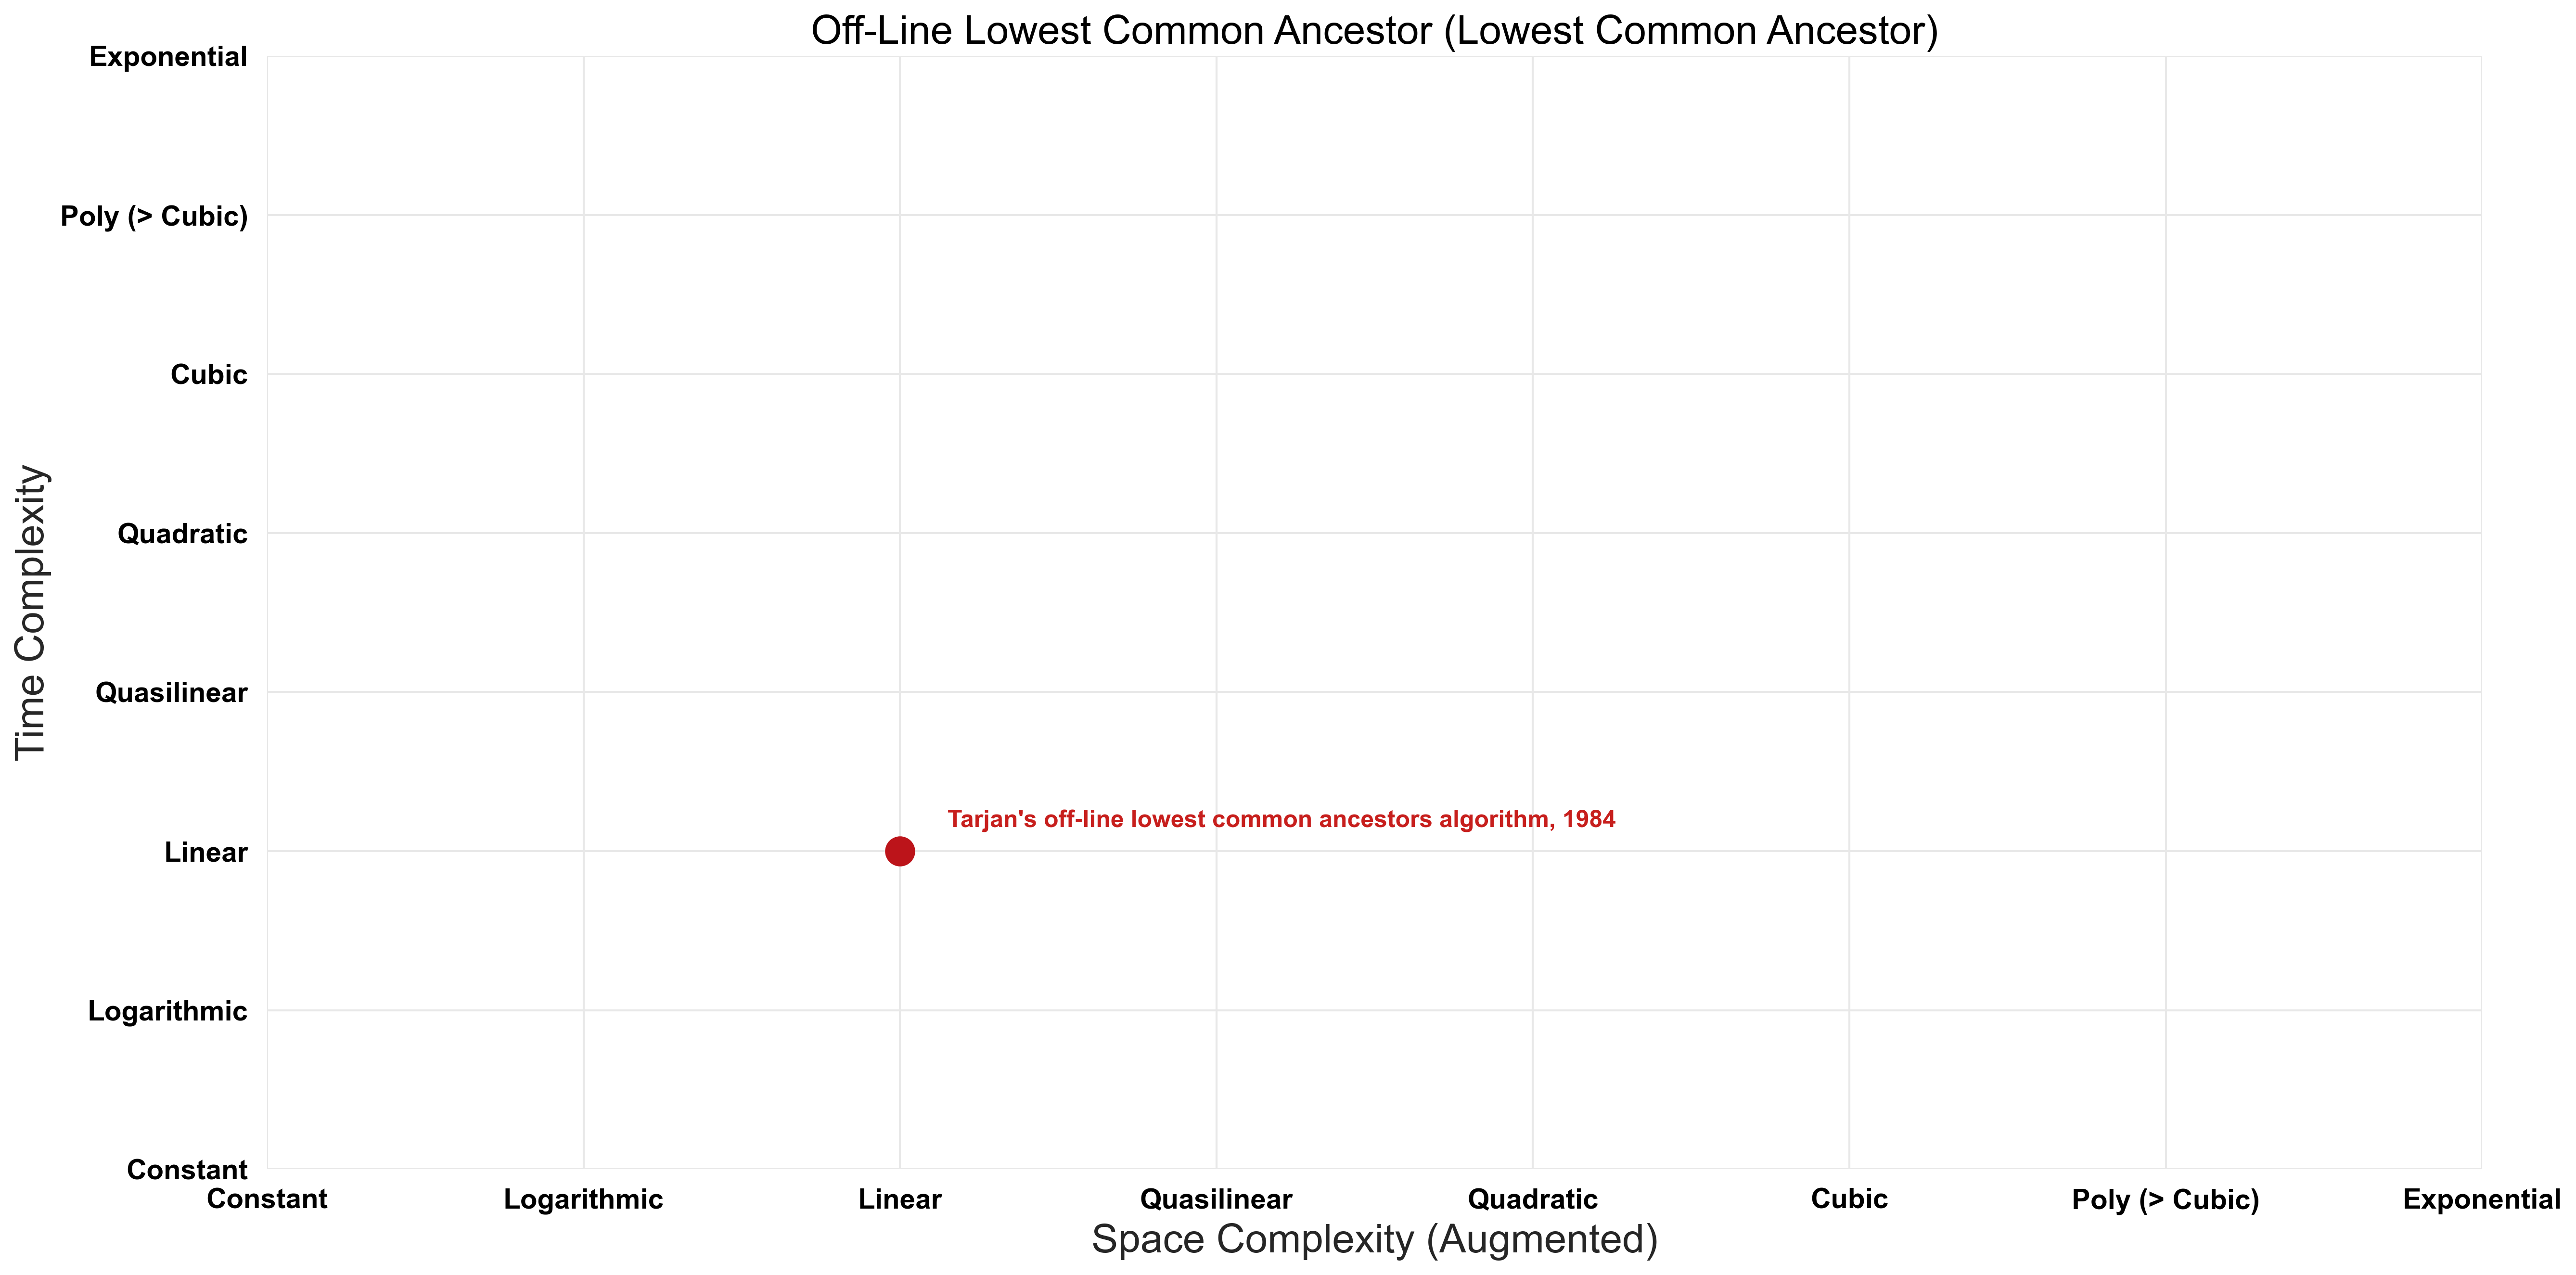 Off-Line Lowest Common Ancestor (Lowest Common Ancestor)
Exponential
Poly (> Cubic)
Cubic
Quadratic
Quasilinear
Linear
Logarithmic
Constant
Time Complexity
Tarjan's off-line lowest common ancestors algorithm, 1984
Constant Logarithmic Linear Quasilinear Quadratic Cubic Poly (> Cubic) Exponential
Space Complexity (Augmented)